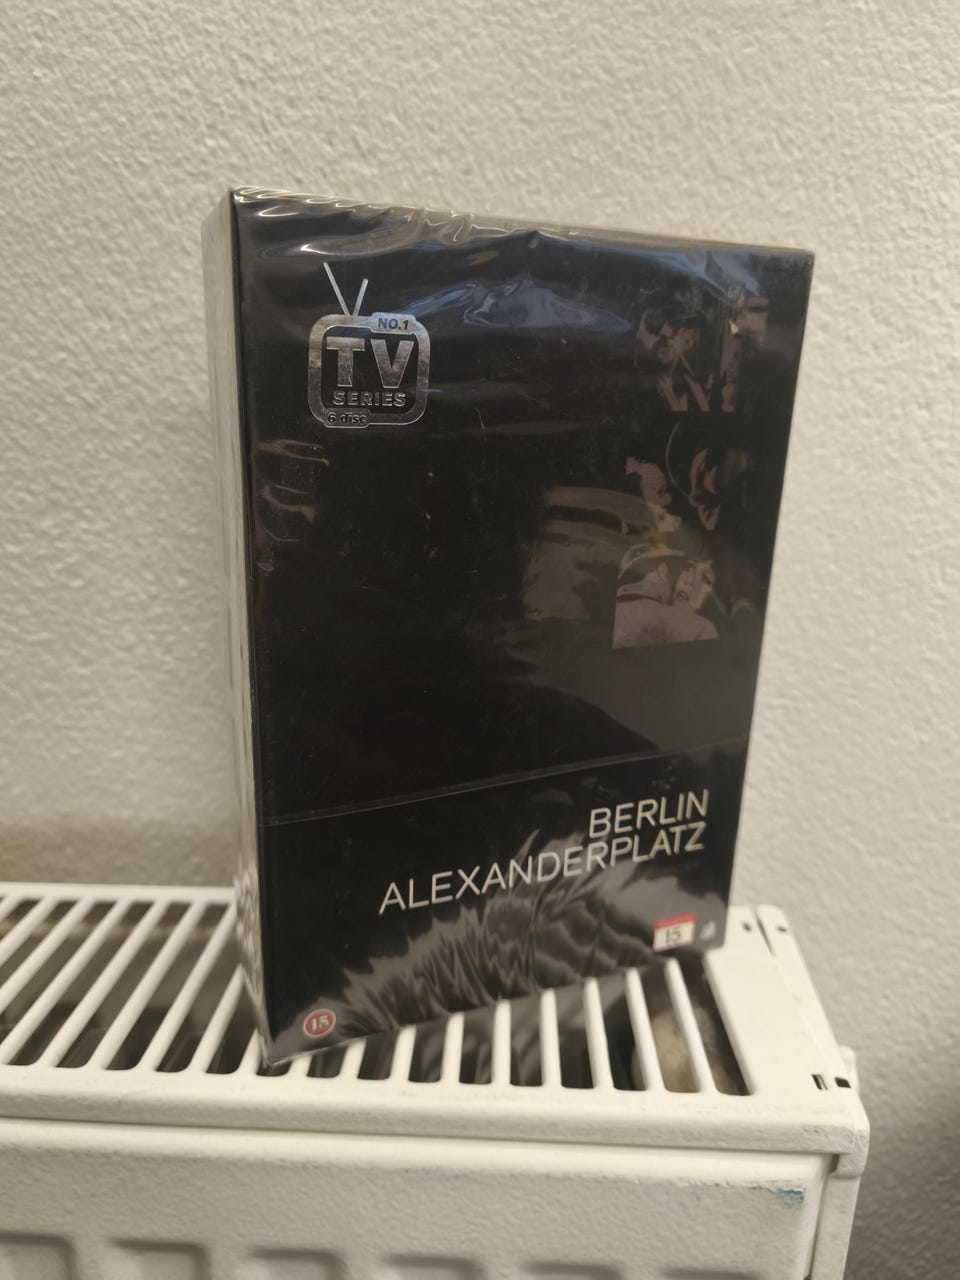 NO.1
TV
SERIES
6 disc
BERLIN
ALEXANDERPLATZ
15
15